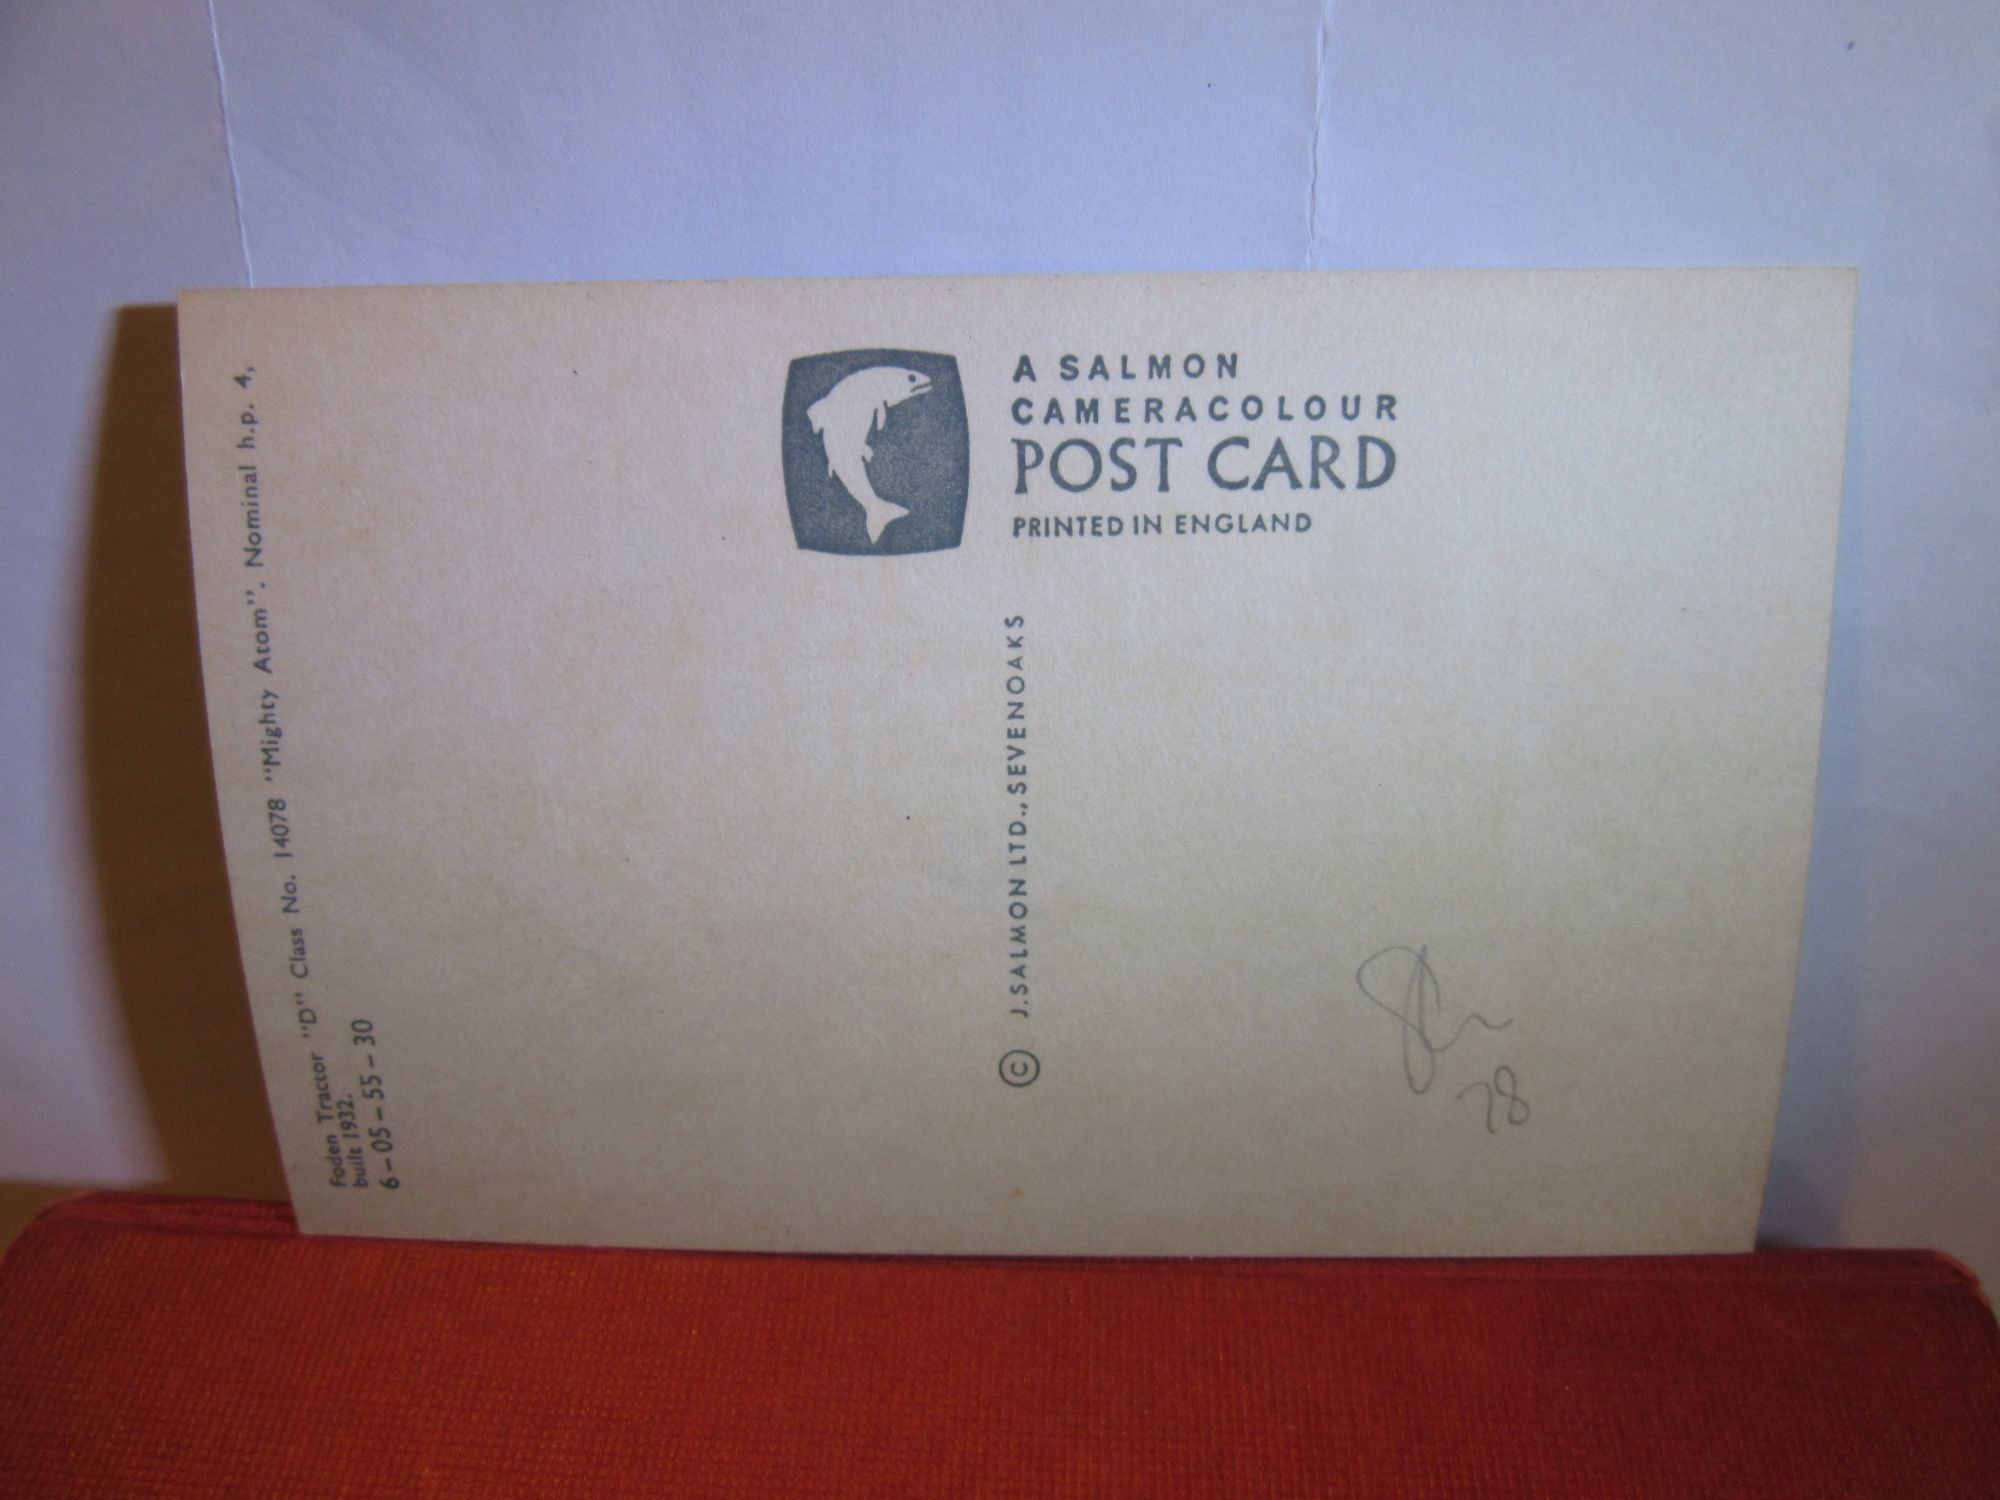 A SALMON
CAMERACOLOUR
POST CARD
PRINTED IN ENGLAND
© J. SALMON LTD., SEVENOAKS
Foden Tractor "D" Class No. 14078 "Mighty Atom". Nominal h.p. 4,
built 1932.
6-05-55-30
78